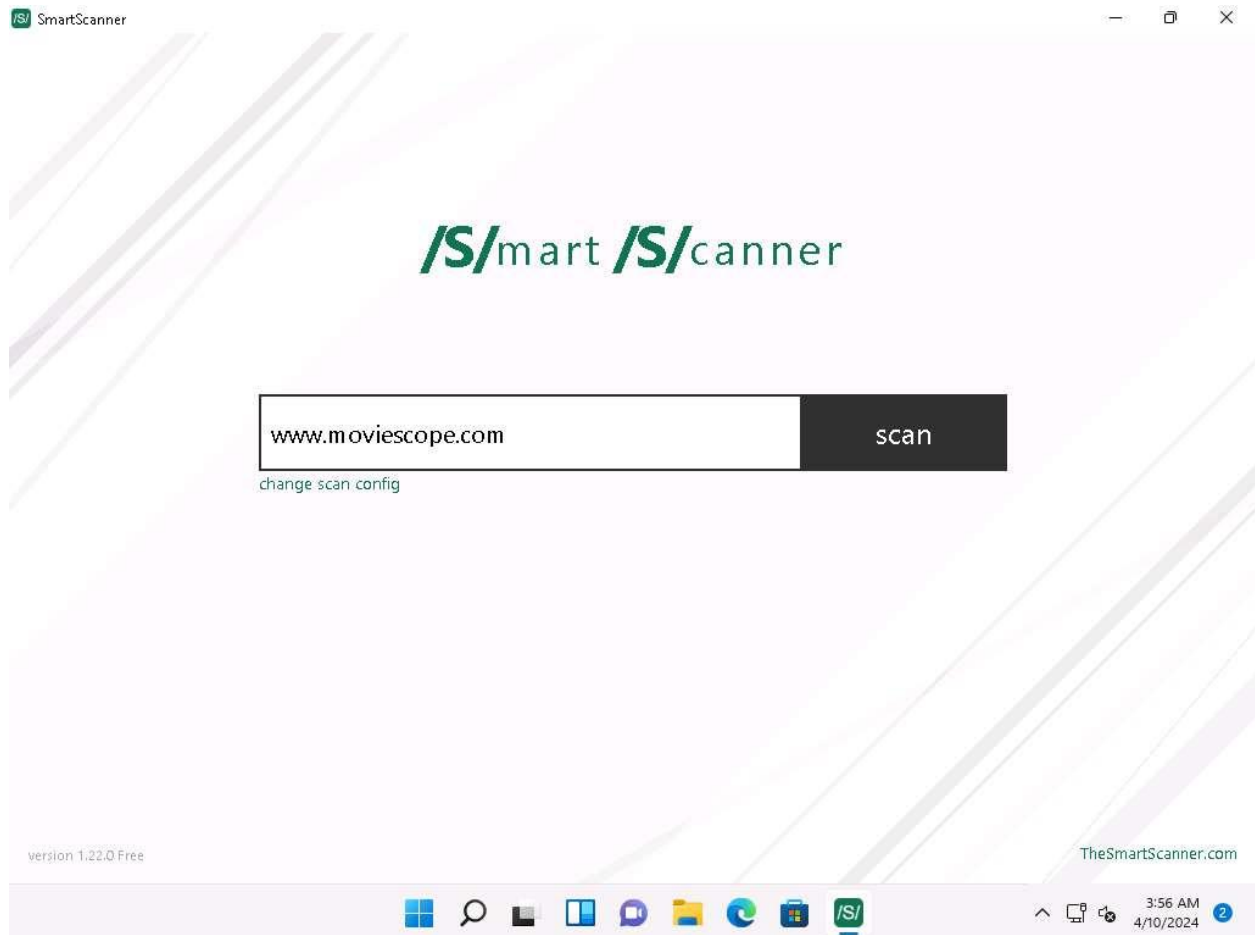 /S/ SmartScanner
/S/mart /S/canner
www.moviescope.com
scan
change scan config
version 1.22.0 Free
TheSmartScanner.com
/S/
3:56 AM
4/10/2024
2